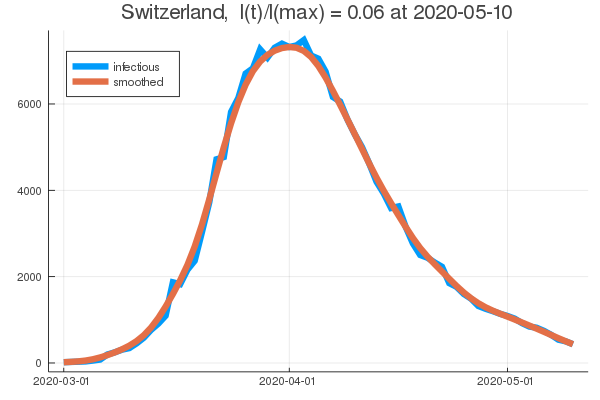 Switzerland, I(t)/I(max) = 0.06 at 2020-05-10
infectious
smoothed
6000
4000
2000
0
2020-03-01 2020-04-01 2020-05-01